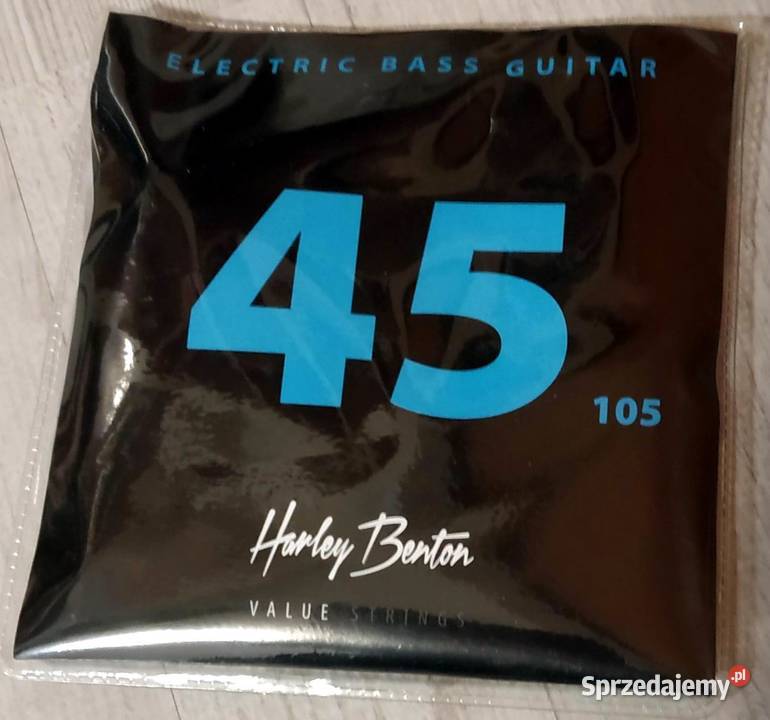 ELECTRIC BASS GUITAR
45
105
Harley Benton
VALUE STRINGS
Sprzedajemy.pl